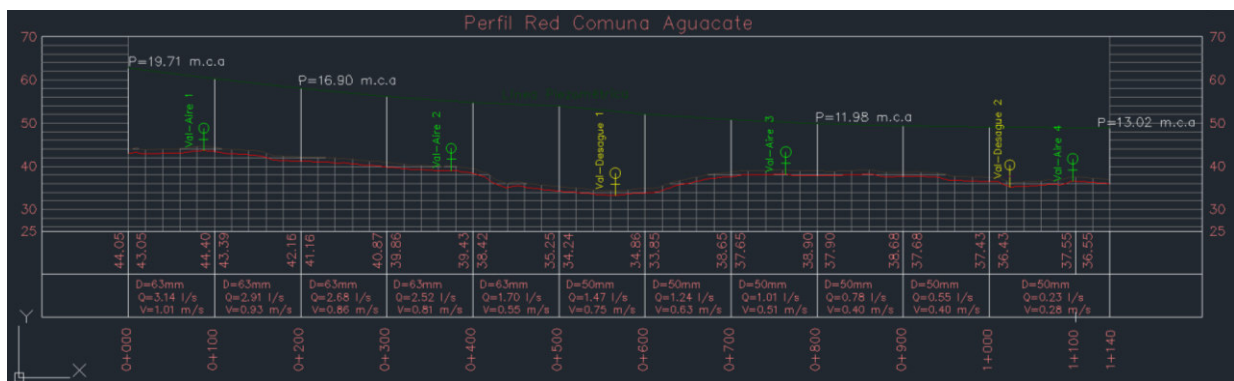 Perfil Red Comuna Aguacate
70
60
50
40
30
25
70
60
50
40
30
25
P=19.71 m.c.a
P=16.90 m.c.a
P=11.98 m.c.a
P=13.02 m.c.a
Val-Aire 1
Val-Aire 2
Val-Desague 1
Val-Aire 3
Val-Desague 2
Val-Aire 4
44.05
43.05
44.40
43.39
42.16
41.16
40.87
39.86
39.43
38.42
35.25
34.24
34.86
33.85
38.65
37.65
38.90
37.90
38.68
37.68
37.43
36.43
37.55
36.55
D=63mm
Q=3.14 l/s
V=1.01 m/s
D=63mm
Q=2.91 l/s
V=0.93 m/s
D=63mm
Q=2.68 l/s
V=0.86 m/s
D=63mm
Q=2.52 l/s
V=0.81 m/s
D=63mm
Q=1.70 l/s
V=0.55 m/s
D=50mm
Q=1.47 l/s
V=0.75 m/s
D=50mm
Q=1.24 l/s
V=0.63 m/s
D=50mm
Q=1.01 l/s
V=0.51 m/s
D=50mm
Q=0.78 l/s
V=0.40 m/s
D=50mm
Q=0.55 l/s
V=0.40 m/s
D=50mm
Q=0.23 l/s
V=0.28 m/s
0+000
0+100
0+200
0+300
0+400
0+500
0+600
0+700
0+800
0+900
1+000
1+100
1+140
Y
X